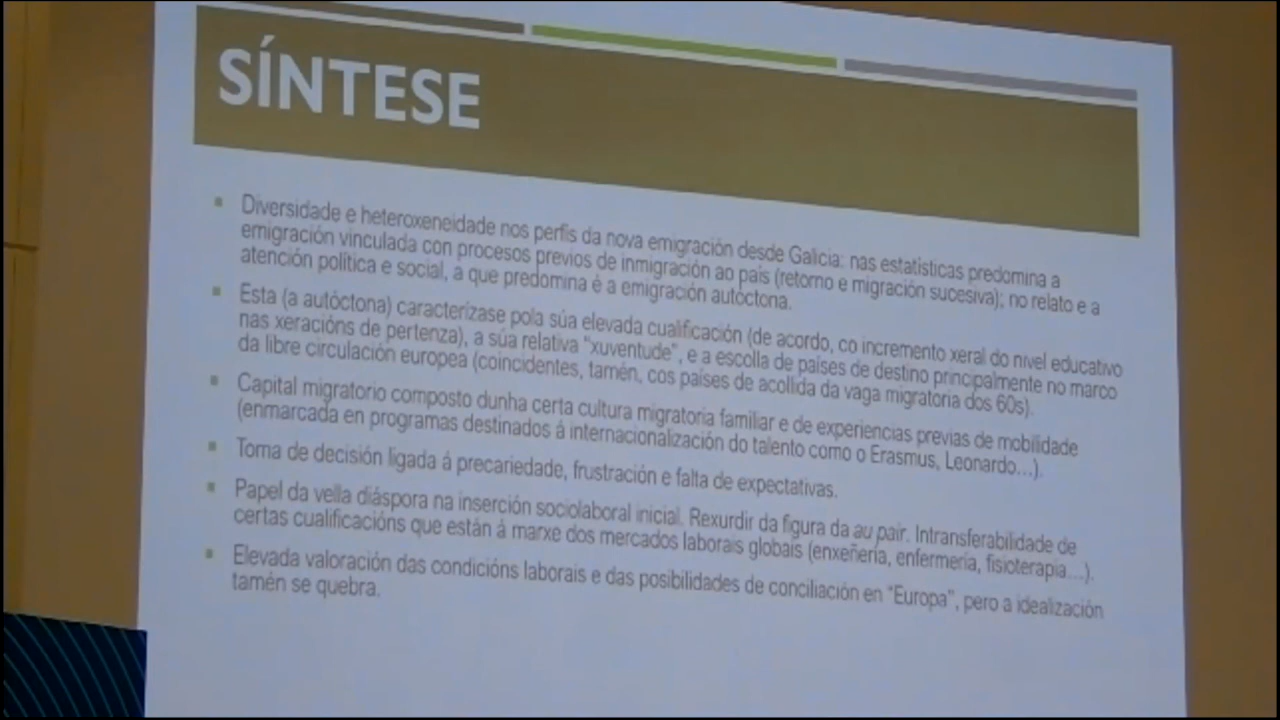 SÍNTESE
Diversidade e heteroxeneidade nos perfís da nova emigración desde Galicia: nas estatísticas predomina a
emigración vinculada con procesos previos de inmigración ao país (retorno e migración sucesiva); no relato e a
atención política e social, a que predomina é a emigración autóctona.
Esta (a autóctona) caracterízase pola súa elevada cualificación (de acordo, co incremento xeral do nivel educativo
nas xeracións de pertenza), a súa relativa "xuventude", e a escolla de países de destino principalmente no marco
da libre circulación europea (coincidentes, tamén, cos países de acollida da vaga migratoria dos 60s).
Capital migratorio composto dunha certa cultura migratoria familiar e de experiencias previas de mobilidade
(enmarcada en programas destinados á internacionalización do talento como o Erasmus, Leonardo...).
Toma de decisión ligada á precariedade, frustración e falta de expectativas.
Papel da vella diáspora na inserción sociolaboral inicial. Rexurdir da figura da au pair. Intransferabilidade de
certas cualificacións que están á marxe dos mercados laborais globais (enxeñería, enfermería, fisioterapia...).
Elevada valoración das condicións laborais e das posibilidades de conciliación en "Europa", pero a idealización
tamén se quebra.